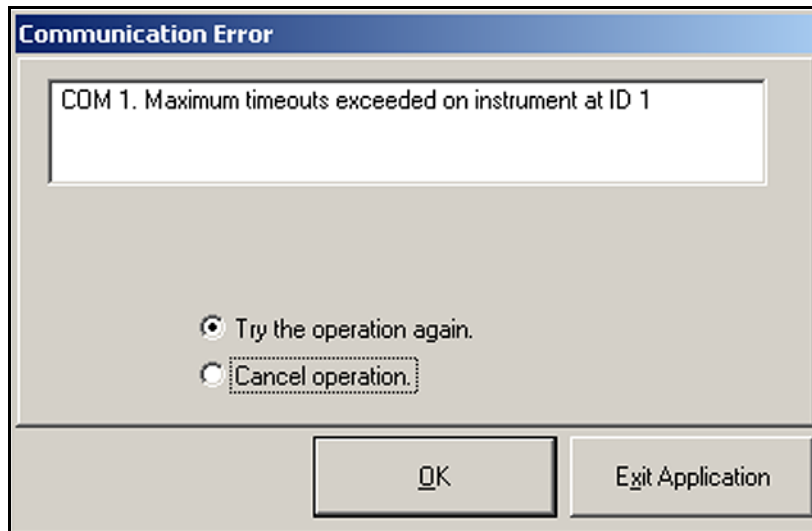 Communication Error
COM 1. Maximum timeouts exceeded on instrument at ID 1
Try the operation again.
Cancel operation.
OK
Exit Application